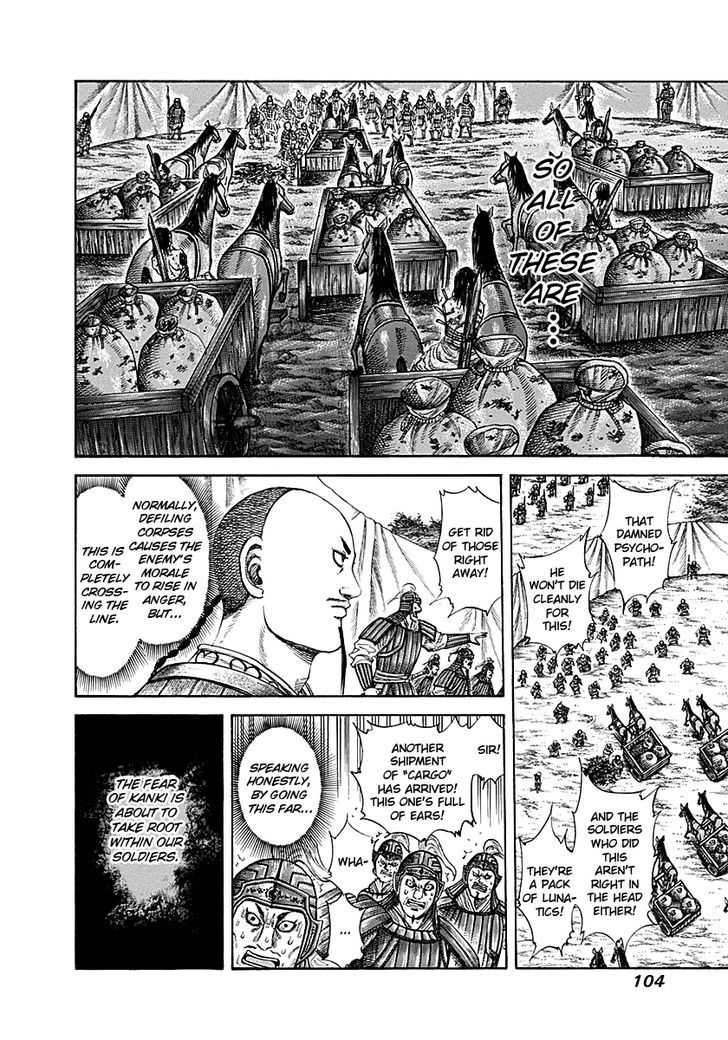 SO
ALL
OF
THESE
ARE...
THAT
DAMNED
PSYCHO-
PATH!
HE
WON'T DIE
CLEANLY
FOR
THIS!
AND
THE
SOLDIERS
WHO DID
THIS
AREN'T
RIGHT IN
THE HEAD
EITHER!
THEY'RE
A PACK
OF LUNA-
TICS!
GET RID
OF THOSE
RIGHT
AWAY!
NORMALLY,
DEFILING
CORPSES
CAUSES THE
ENEMY'S
MORALE
TO RISE IN
ANGER,
BUT...
THIS IS
COM-
PLETELY
CROSS-
ING THE
LINE.
SIR!
ANOTHER
SHIPMENT
OF "CARGO"
HAS ARRIVED!
THIS ONE'S FULL
OF EARS!
WHA-
...
SPEAKING
HONESTLY,
BY GOING
THIS FAR...
THE FEAR
OF KANKI IS
ABOUT TO
TAKE ROOT
WITHIN OUR
SOLDIERS.
104